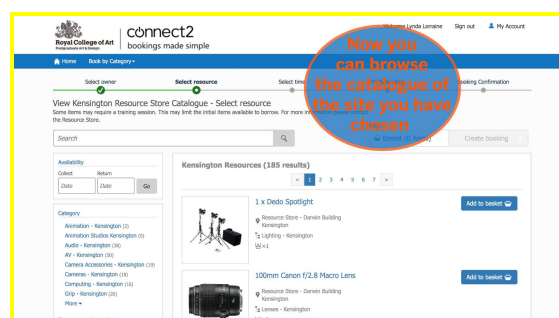 Royal College of Art
Postgraduate Art & Design
connect2
bookings made simple
Welcome Lynda Lorraine
Sign out
My Account
Home
Book by Category
Select owner
Select resource
Select time
Booking Confirmation
Now you
can browse
the catalogue of
the site you have
chosen
View Kensington Resource Store Catalogue - Select resource
Some items may require a training session. This may limit the initial items available to borrow. For more information please contact
the Resource Store.
Search
Basket (0 items)
Create booking
Availability
Collect
Return
Date
Date
Go
Category
Animation - Kensington (2)
Animation Studios Kensington (0)
Audio - Kensington (38)
AV - Kensington (50)
Camera Accessories - Kensington (19)
Cameras - Kensington (18)
Computing - Kensington (16)
Grip - Kensington (20)
More
Kensington Resources (185 results)
« 1 2 3 4 5 6 7 »
1 x Dedo Spotlight
Resource Store - Darwin Building
Kensington
Lighting - Kensington
x1
Add to basket
100mm Canon f/2.8 Macro Lens
Resource Store - Darwin Building
Kensington
Lenses - Kensington
Add to basket